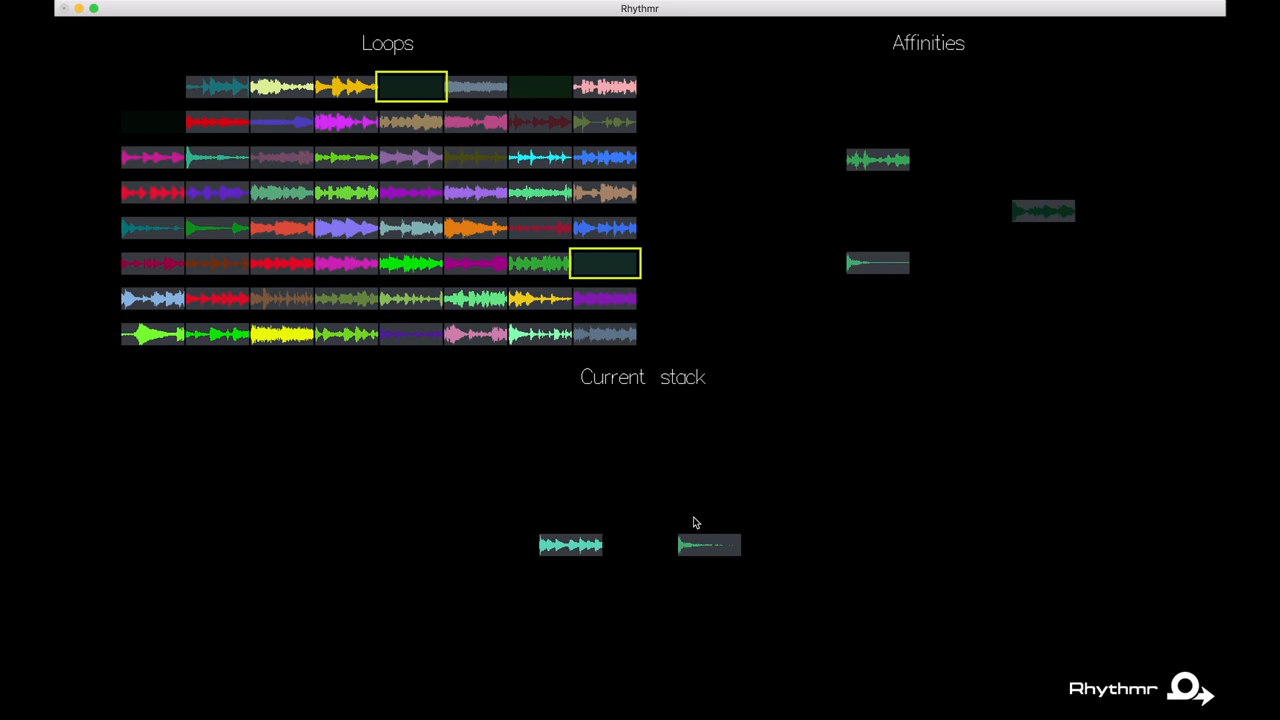 Rhythmr
Loops
Affinities
Current stack
Rhythmr